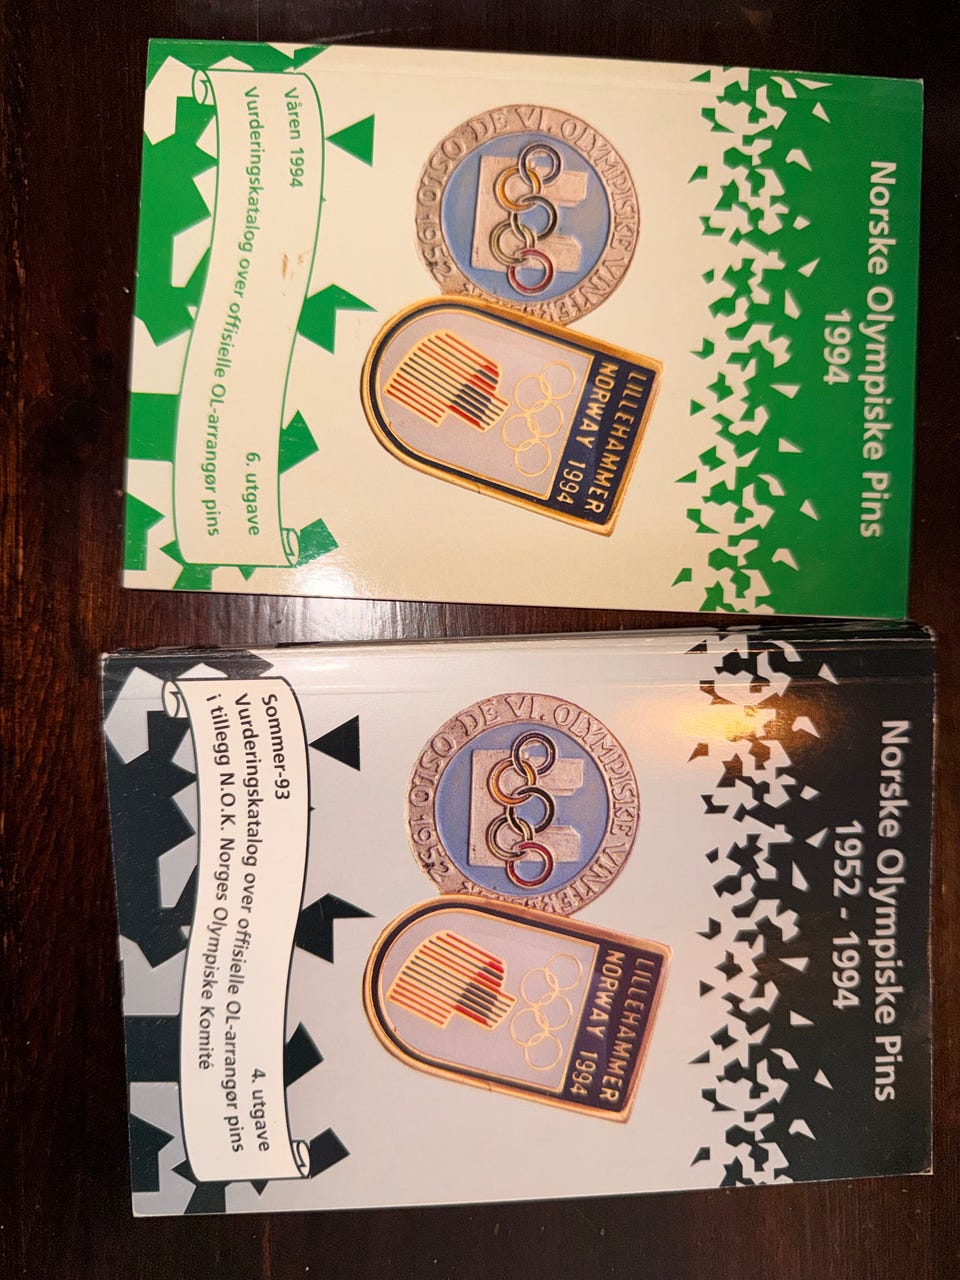 Norske Olympiske Pins
1994
DE VI. OLYMPISKE VINTER
OSLO 1952
LILLEHAMMER
NORWAY 1994
Våren 1994
6. utgave
Vurderingskatalog over offisielle OL-arrangør pins
Norske Olympiske Pins
1952 - 1994
DE VI. OLYMPISKE VINTER
OSLO 1952
LILLEHAMMER
NORWAY 1994
Sommer-93
4. utgave
Vurderingskatalog over offisielle OL-arrangør pins
i tillegg N.O.K. Norges Olympiske Komité